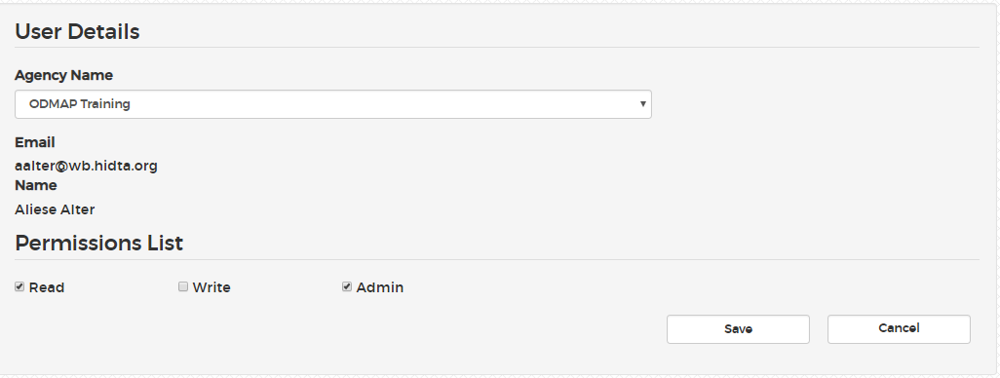 User Details
Agency Name
ODMAP Training
Email
aalter@wb.hidta.org
Name
Aliese Alter
Permissions List
Read Write Admin
Save Cancel